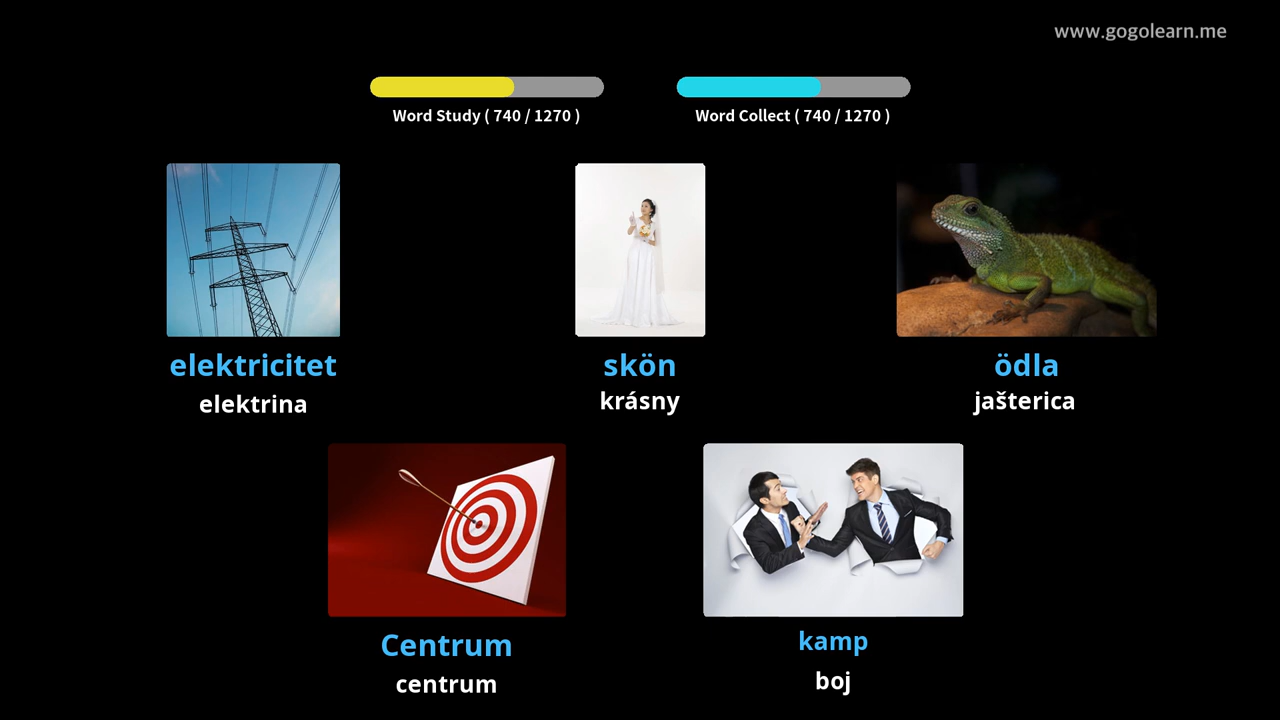 www.gogolearn.me
Word Study ( 740 / 1270 )
Word Collect ( 740 / 1270 )
elektricitet
elektrina
skön
krásny
ödla
jašterica
Centrum
centrum
kamp
boj